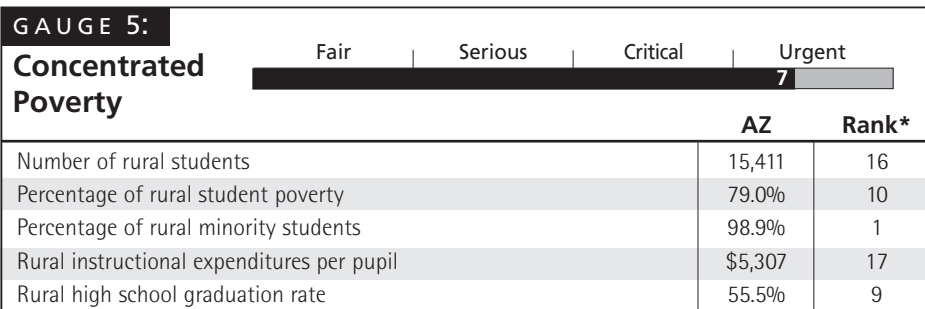 GAUGE 5:
Concentrated
Poverty
Fair Serious Critical Urgent
7
AZ Rank*
Number of rural students 15,411 16
Percentage of rural student poverty 79.0% 10
Percentage of rural minority students 98.9% 1
Rural instructional expenditures per pupil $5,307 17
Rural high school graduation rate 55.5% 9